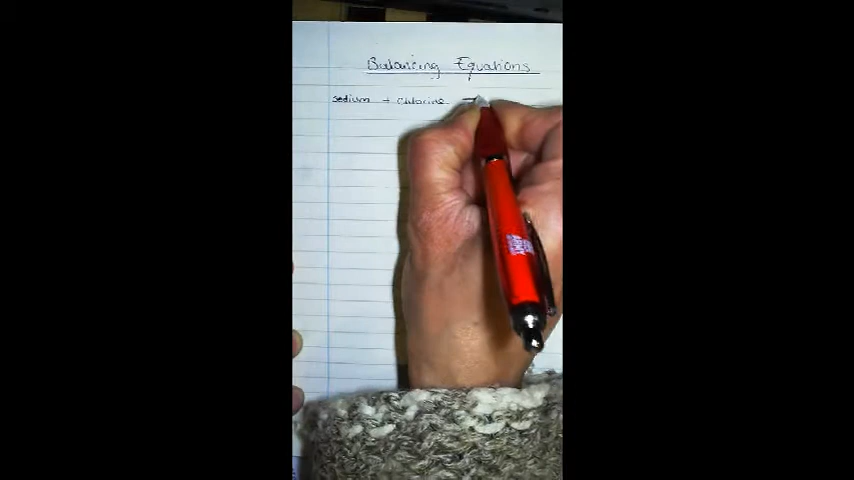 Balancing Equations
sodium + chlorine →